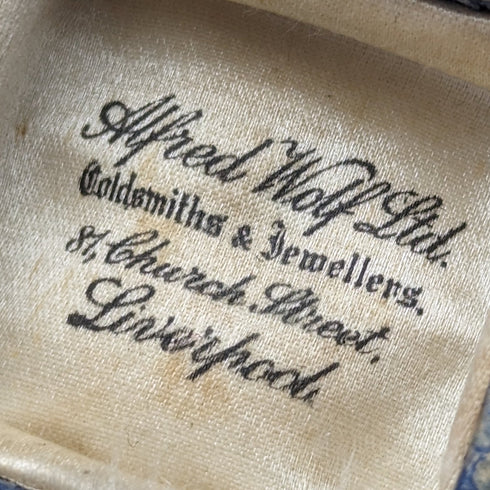 Alfred Wolf Ltd.
Goldsmiths & Jewellers,
87, Church Street,
Liverpool.